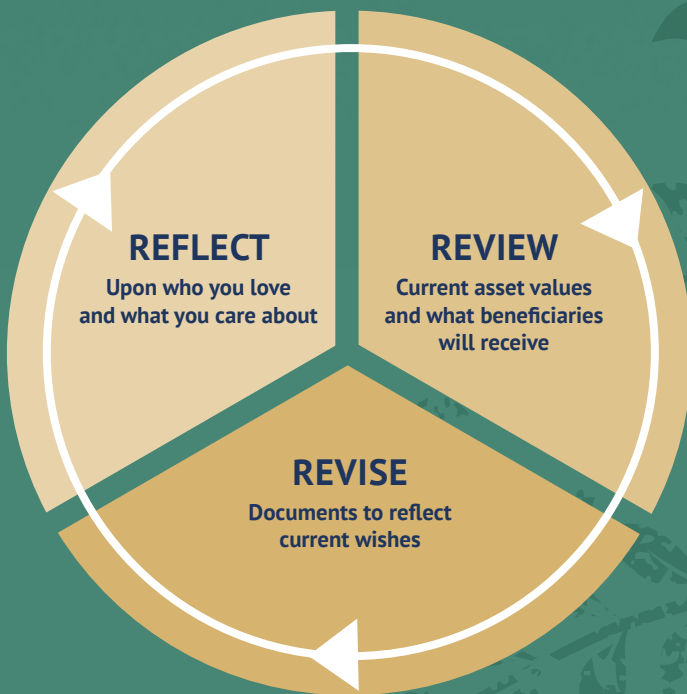 REFLECT
Upon who you love
and what you care about
REVIEW
Current asset values
and what beneficiaries
will receive
REVISE
Documents to reflect
current wishes